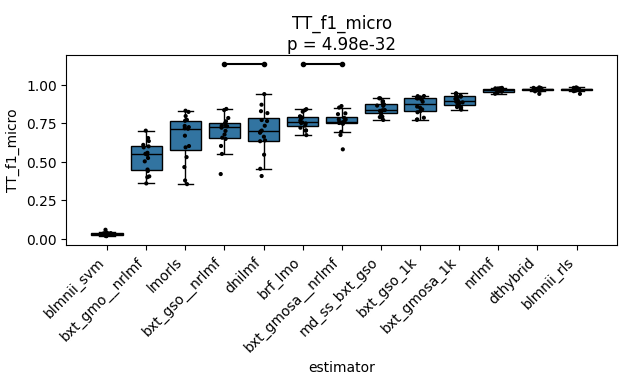 TT_f1_micro
p = 4.98e-32
TT_f1_micro
1.00
0.75
0.50
0.25
0.00
blmnii_svm
bxt_gmo__nrlmf
lmorls
bxt_gso__nrlmf
dnilmf
brf_lmo
bxt_gmosa__nrlmf
md_ss_bxt_gso
bxt_gso_1k
bxt_gmosa_1k
nrlmf
dthybrid
blmnii_rls
estimator